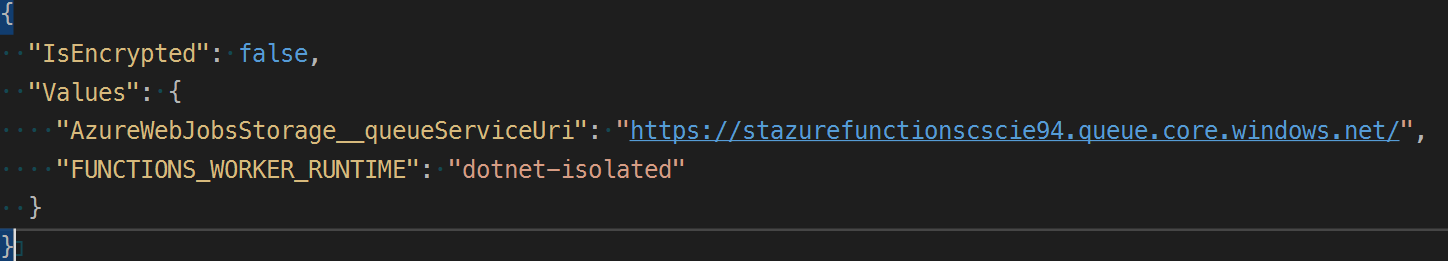 {
  "IsEncrypted": false,
  "Values": {
    "AzureWebJobsStorage__queueServiceUri": "https://stazurefunctionscscie94.queue.core.windows.net/",
    "FUNCTIONS_WORKER_RUNTIME": "dotnet-isolated"
  }
}